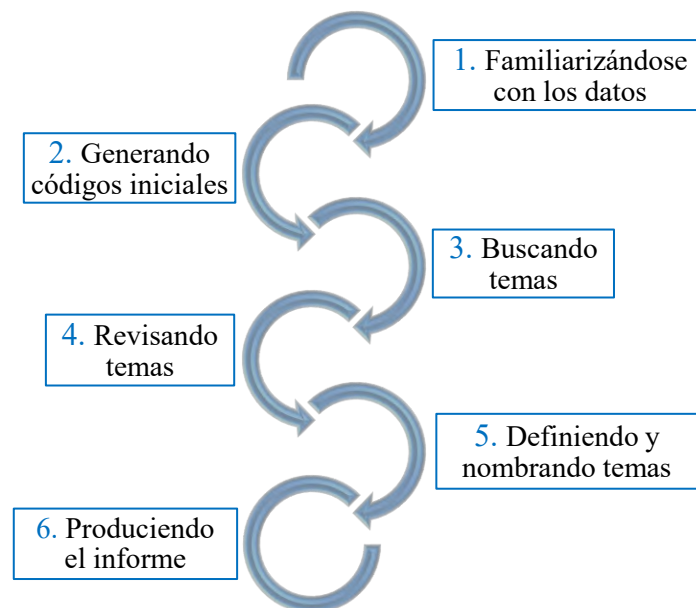 1. Familiarizándose
con los datos
2. Generando
códigos iniciales
3. Buscando
temas
4. Revisando
temas
5. Definiendo y
nombrando temas
6. Produciendo
el informe